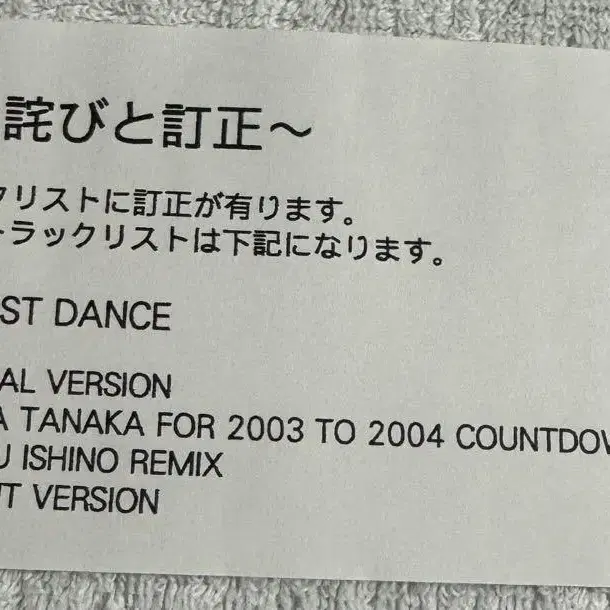 詫びと訂正～
クリストに訂正が有ります。
トラックリストは下記になります。
ST DANCE
AL VERSION
A TANAKA FOR 2003 TO 2004 COUNTDOW
U ISHINO REMIX
T VERSION